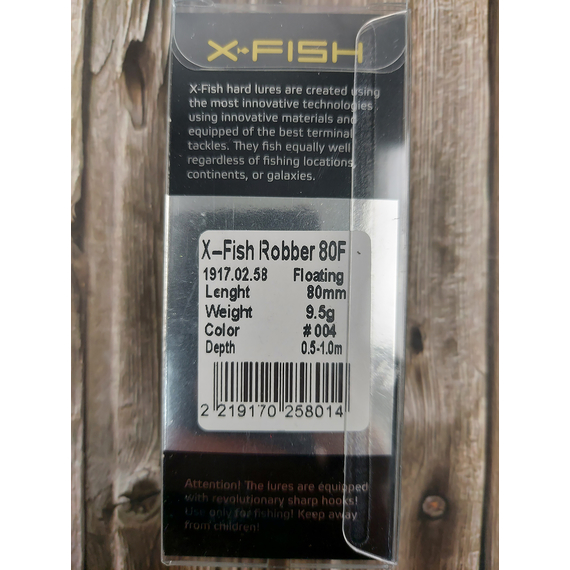 X-FISH
X-Fish hard lures are created using
the most innovative technologies
using innovative materials and
equipped of the best terminal
tackles. They fish equally well
regardless of fishing locations,
continents, or galaxies.
X-Fish Robber 80F
1917.02.58 Floating
Lenght 80mm
Weight 9.5g
Color #004
Depth 0.5-1.0m
2 219170 258014
Attention! The lures are equipped
with revolutionary sharp hooks!
Use only for fishing! Keep away
from children!